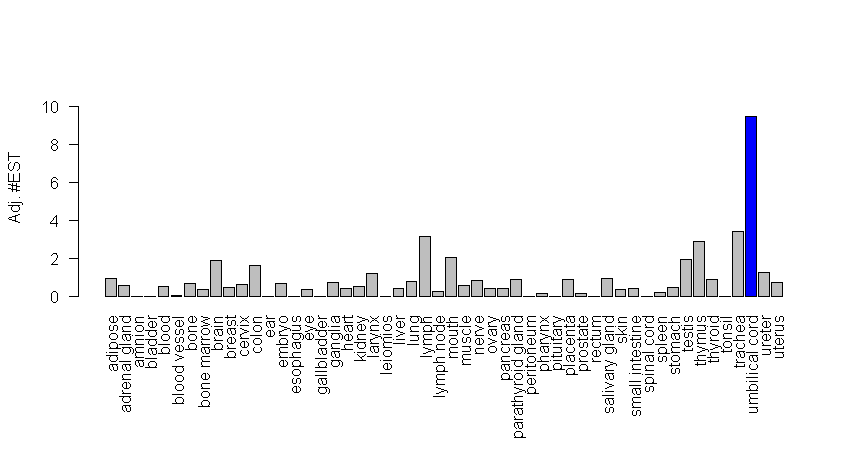 Adj. #EST
10
8
6
4
2
0
adipose
adrenal gland
amnion
bladder
blood
blood vessel
bone
bone marrow
brain
breast
cervix
colon
ear
embryo
esophagus
eye
gallbladder
ganglia
heart
kidney
larynx
leiomios
liver
lung
lymph
lymph node
mouth
muscle
nerve
ovary
pancreas
parathyroid gland
peritoneum
pharynx
pituitary
placenta
prostate
rectum
salivary gland
skin
small intestine
spinal cord
spleen
stomach
testis
thymus
thyroid
tonsil
trachea
umbilical cord
ureter
uterus